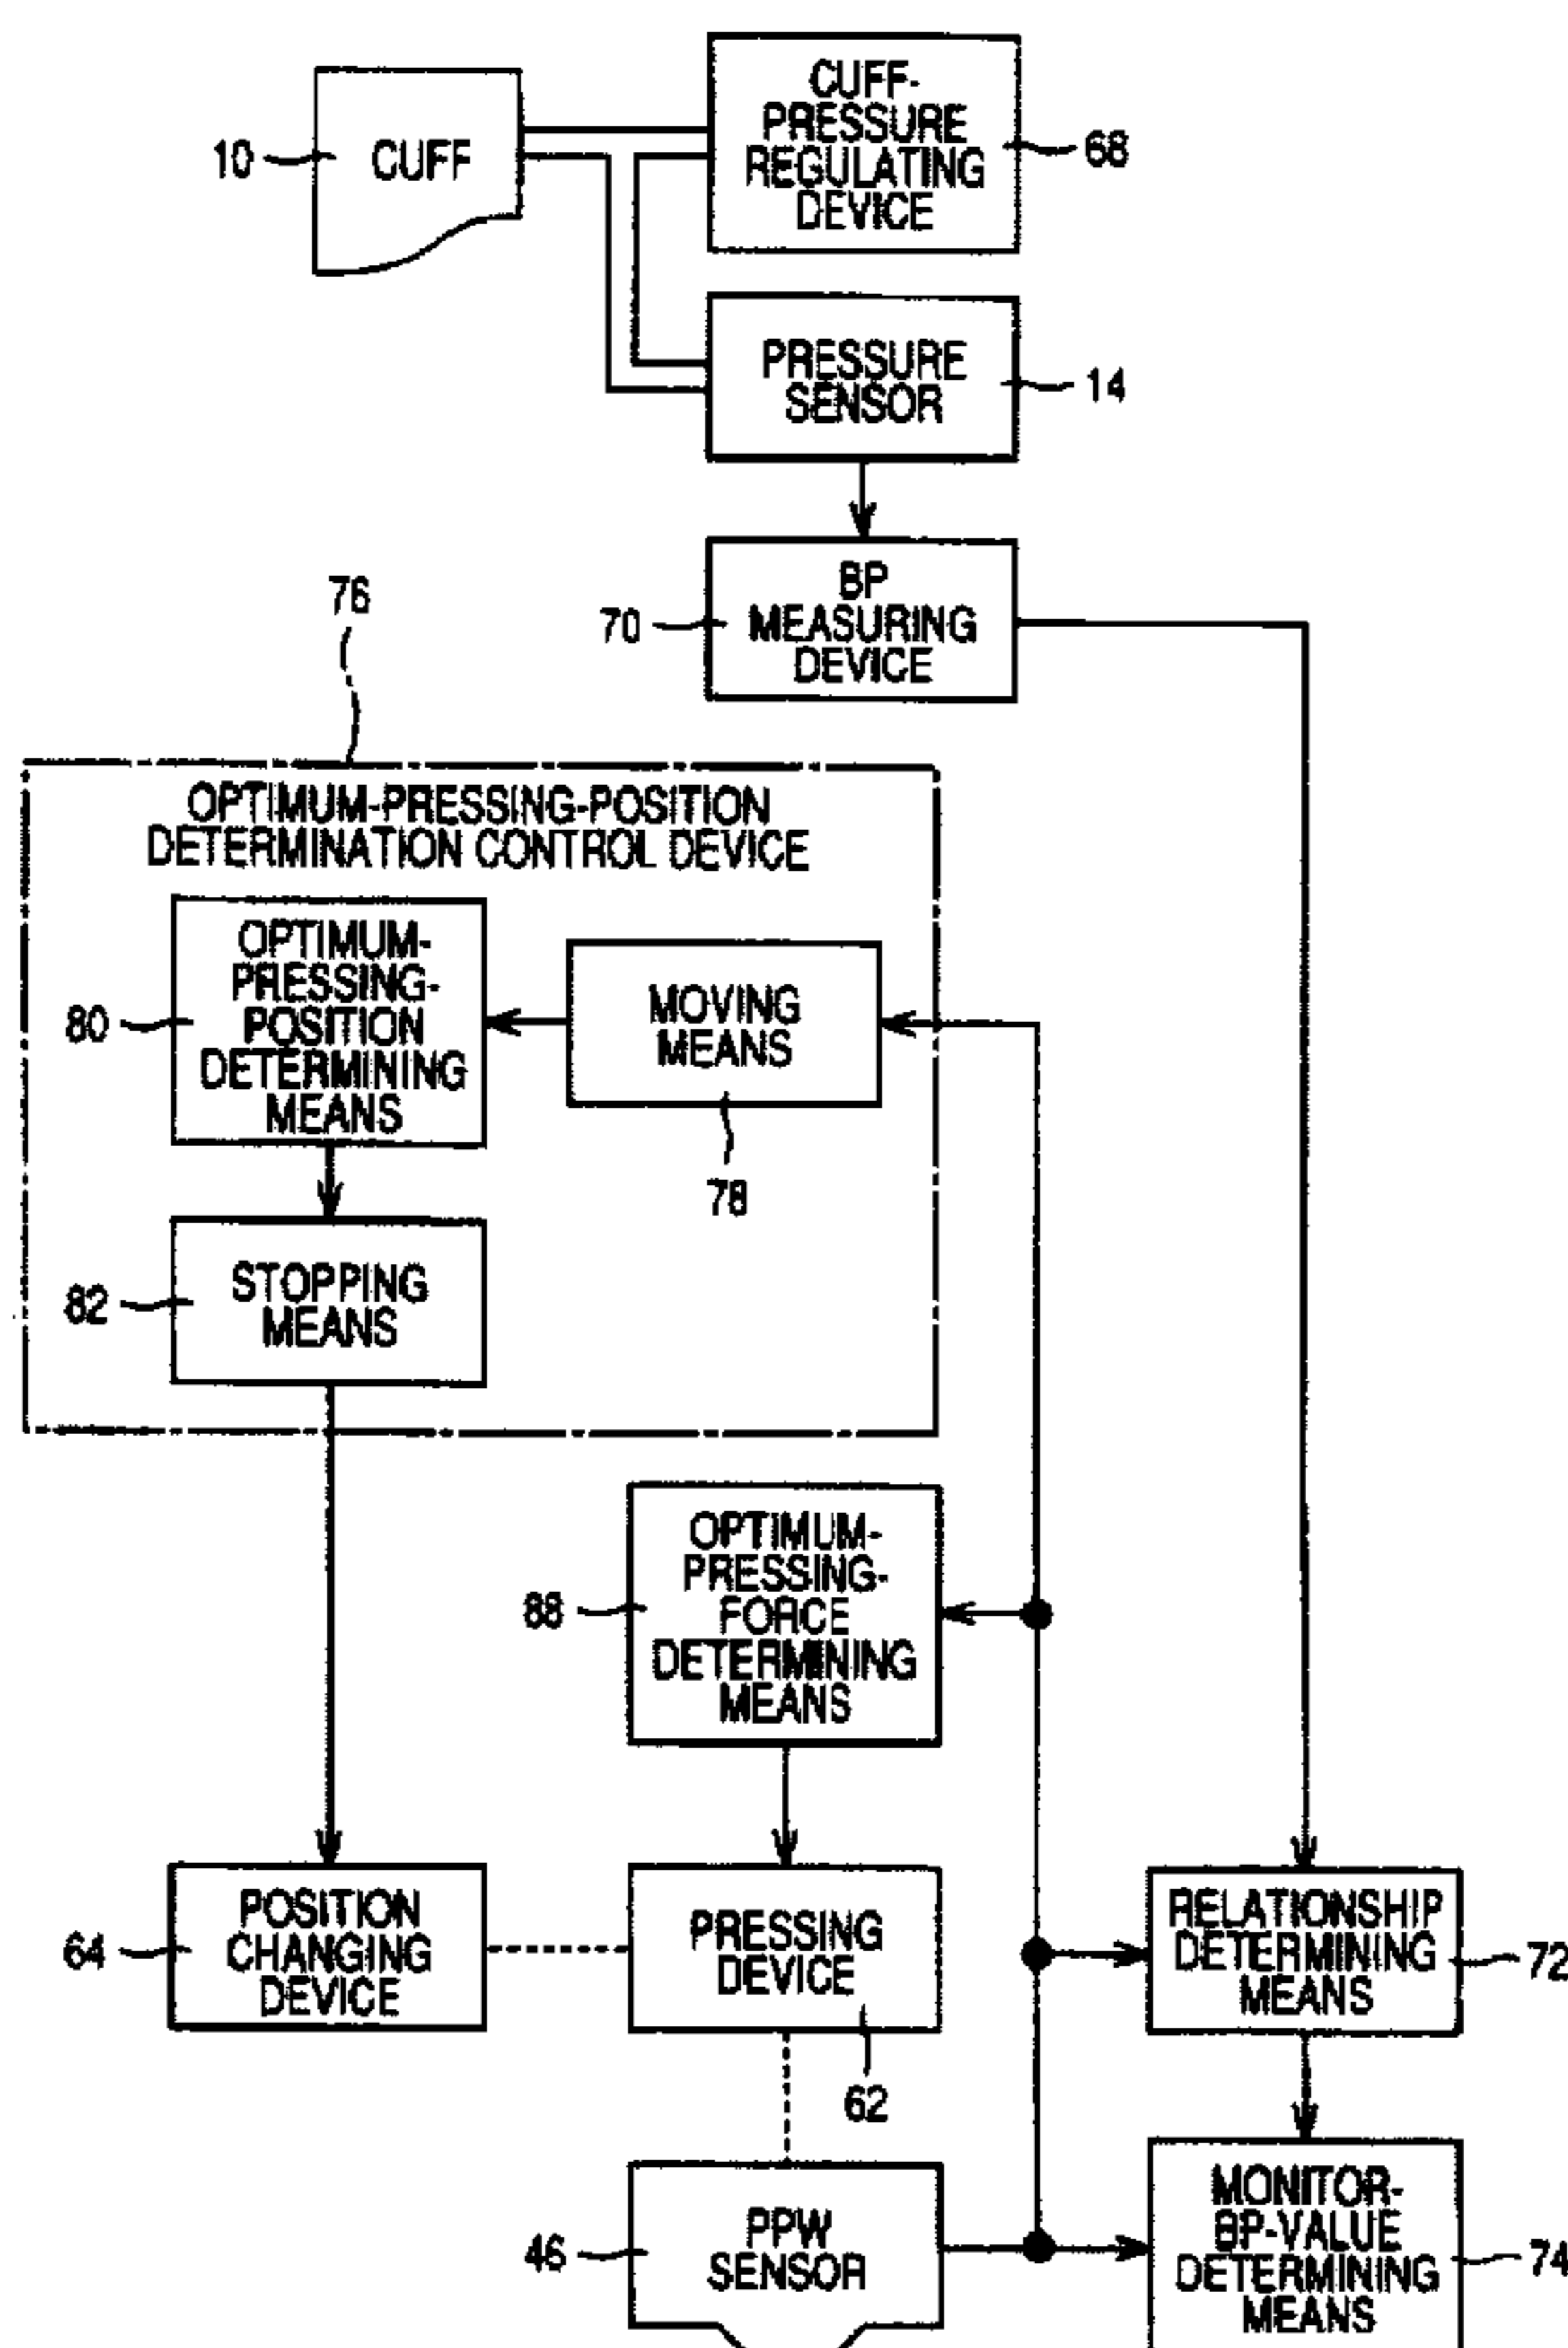 CUFF-
PRESSURE
REGULATING
DEVICE
68
10
CUFF
PRESSURE
SENSOR
14
BP
MEASURING
DEVICE
70
76
OPTIMUM-PRESSING-POSITION
DETERMINATION CONTROL DEVICE
OPTIMUM-
PRESSING-
POSITION
DETERMINING
MEANS
80
MOVING
MEANS
78
STOPPING
MEANS
82
OPTIMUM-
PRESSING-
FORCE
DETERMINING
MEANS
88
POSITION
CHANGING
DEVICE
64
PRESSING
DEVICE
62
RELATIONSHIP
DETERMINING
MEANS
72
PPW
SENSOR
46
MONITOR-
BP-VALUE
DETERMINING
MEANS
74